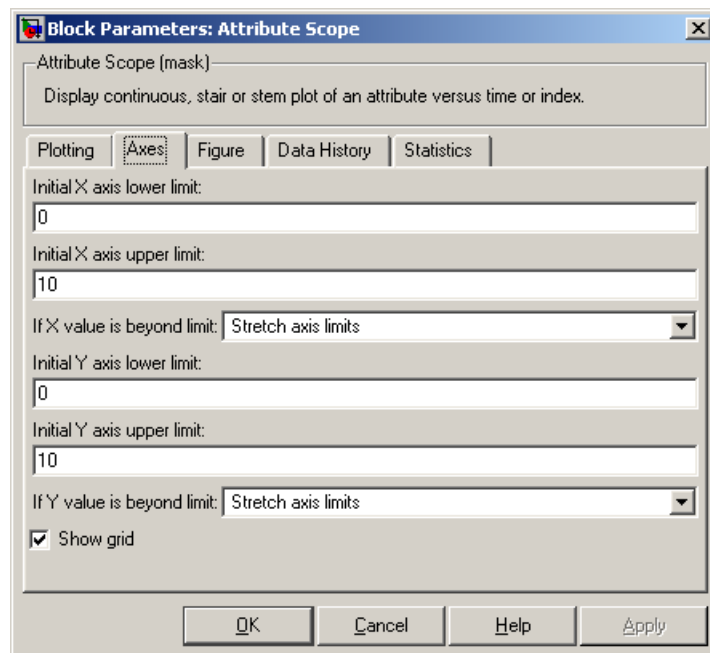 Block Parameters: Attribute Scope
Attribute Scope (mask)
Display continuous, stair or stem plot of an attribute versus time or index.
Plotting Axes Figure Data History Statistics
Initial X axis lower limit:
0
Initial X axis upper limit:
10
If X value is beyond limit: Stretch axis limits
Initial Y axis lower limit:
0
Initial Y axis upper limit:
10
If Y value is beyond limit: Stretch axis limits
Show grid
OK Cancel Help Apply